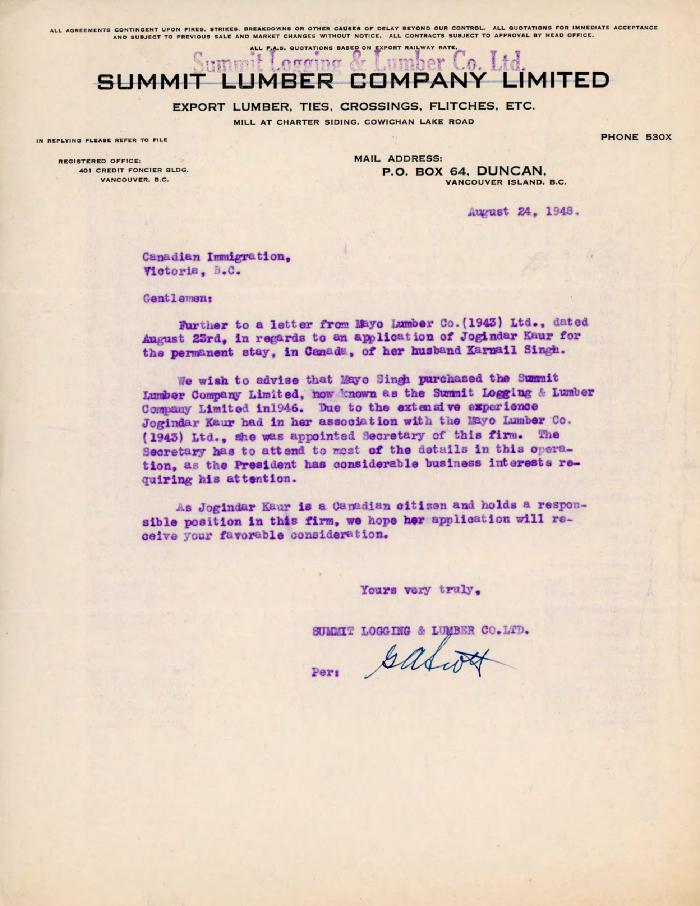 ALL AGREEMENTS CONTINGENT UPON FIRES, STRIKES, BREAKDOWNS OR OTHER CAUSES OF DELAY BEYOND OUR CONTROL. ALL QUOTATIONS FOR IMMEDIATE ACCEPTANCE
AND SUBJECT TO PREVIOUS SALE AND MARKET CHANGES WITHOUT NOTICE. ALL CONTRACTS SUBJECT TO APPROVAL BY HEAD OFFICE.
ALL F.A.S. QUOTATIONS BASED ON EXPORT RAILWAY RATE.
Summit Logging & Lumber Co. Ltd.
SUMMIT LUMBER COMPANY LIMITED
EXPORT LUMBER, TIES, CROSSINGS, FLITCHES, ETC.
MILL AT CHARTER SIDING, COWICHAN LAKE ROAD
IN REPLYING PLEASE REFER TO FILE
PHONE 530X
REGISTERED OFFICE:
401 CREDIT FONCIER BLDG.
VANCOUVER, B.C.
MAIL ADDRESS:
P.O. BOX 64, DUNCAN,
VANCOUVER ISLAND, B.C.
August 24, 1948.
Canadian Immigration,
Victoria, B.C.
Gentlemen:
Further to a letter from Mayo Lumber Co.(1943) Ltd., dated
August 23rd, in regards to an application of Jogindar Kaur for
the permanent stay, in Canada, of her husband Karnail Singh.
We wish to advise that Mayo Singh purchased the Summit
Lumber Company Limited, now known as the Summit Logging & Lumber
Company Limited in1946. Due to the extensive experience
Jogindar Kaur had in her association with the Mayo Lumber Co.
(1943) Ltd., she was appointed Secretary of this firm. The
Secretary has to attend to most of the details in this opera-
tion, as the President has considerable business interests re-
quiring his attention.
As Jogindar Kaur is a Canadian citizen and holds a respon-
sible position in this firm, we hope her application will re-
ceive your favorable consideration.
Yours very truly,
SUMMIT LOGGING & LUMBER CO.LTD.
Per: GAScott